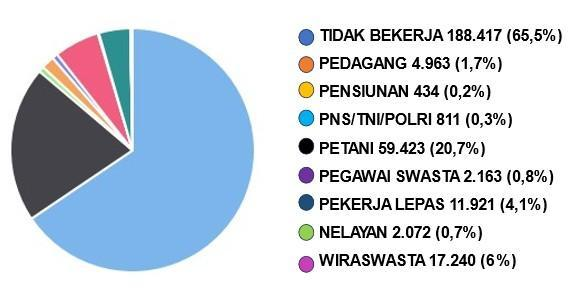 TIDAK BEKERJA 188.417 (65,5%)
PEDAGANG 4.963 (1,7%)
PENSIUNAN 434 (0,2%)
PNS/TNI/POLRI 811 (0,3%)
PETANI 59.423 (20,7%)
PEGAWAI SWASTA 2.163 (0,8%)
PEKERJA LEPAS 11.921 (4,1%)
NELAYAN 2.072 (0,7%)
WIRASWASTA 17.240 (6%)